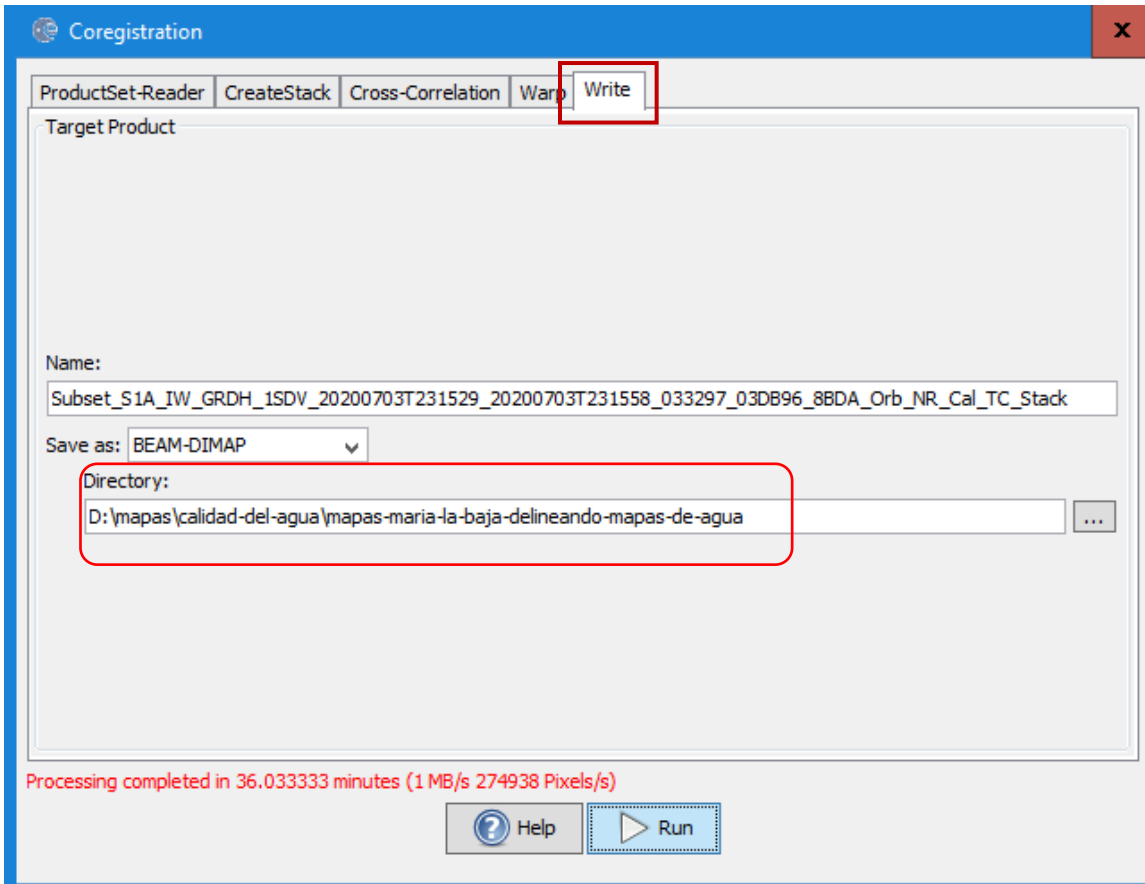 Coregistration
x
ProductSet-Reader CreateStack Cross-Correlation Warp Write
Target Product
Name:
Subset_S1A_IW_GRDH_1SDV_20200703T231529_20200703T231558_033297_03DB96_8BDA_Orb_NR_Cal_TC_Stack
Save as: BEAM-DIMAP
Directory:
D:\mapas\calidad-del-agua\mapas-maria-la-baja-delineando-mapas-de-agua ...
Processing completed in 36.033333 minutes (1 MB/s 274938 Pixels/s)
? Help Run